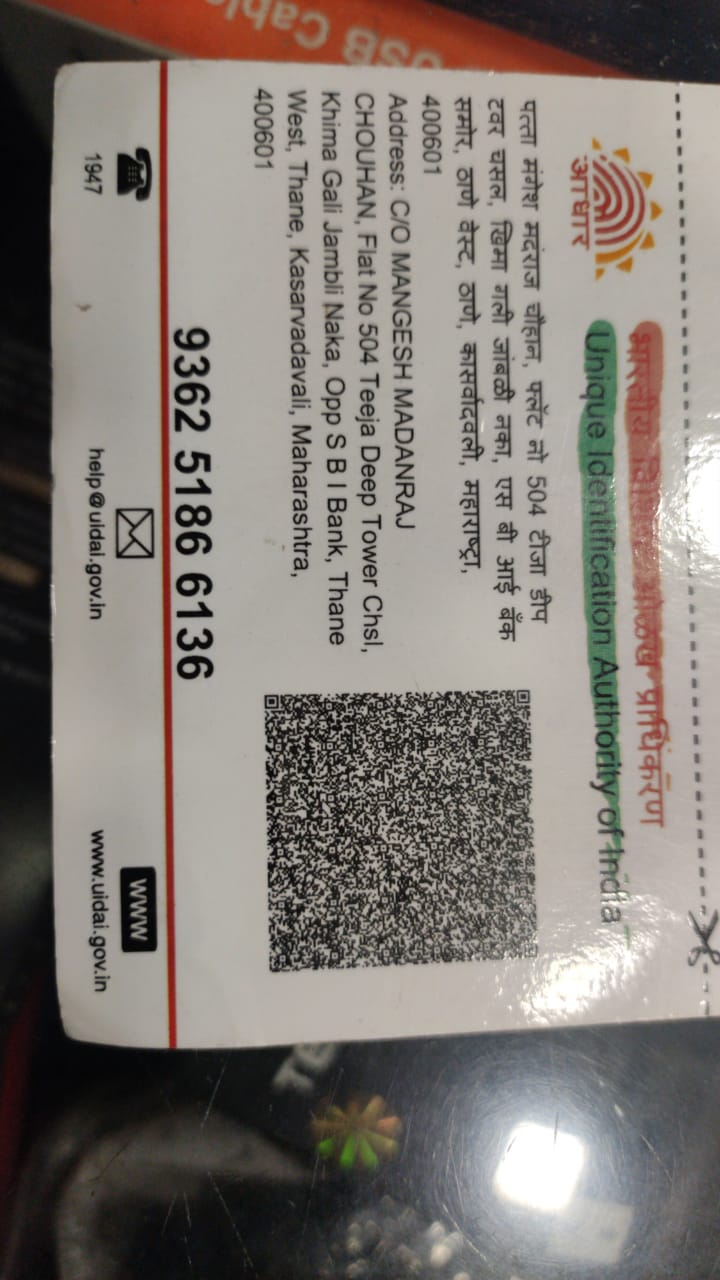 USB Cable
आधार
भारतीय विशिष्ट ओळख प्राधिकरण
Unique Identification Authority of India
पत्ता मंगेश मदंराज चौहान, फ्लॅट नो 504 टीजा डीप
टवर चसल, खिमा गली जांबळी नका, एस बी आई बँक
समोर, ठाणे वेस्ट, ठाणे, कासर्वादवली, महाराष्ट्रा,
400601
Address: C/O MANGESH MADANRAJ
CHOUHAN, Flat No 504 Teeja Deep Tower Chsl,
Khima Gali Jambli Naka, Opp S B I Bank, Thane
West, Thane, Kasarvadavali, Maharashtra,
400601
9362 5186 6136
1947
help@uidai.gov.in
www
www.uidai.gov.in